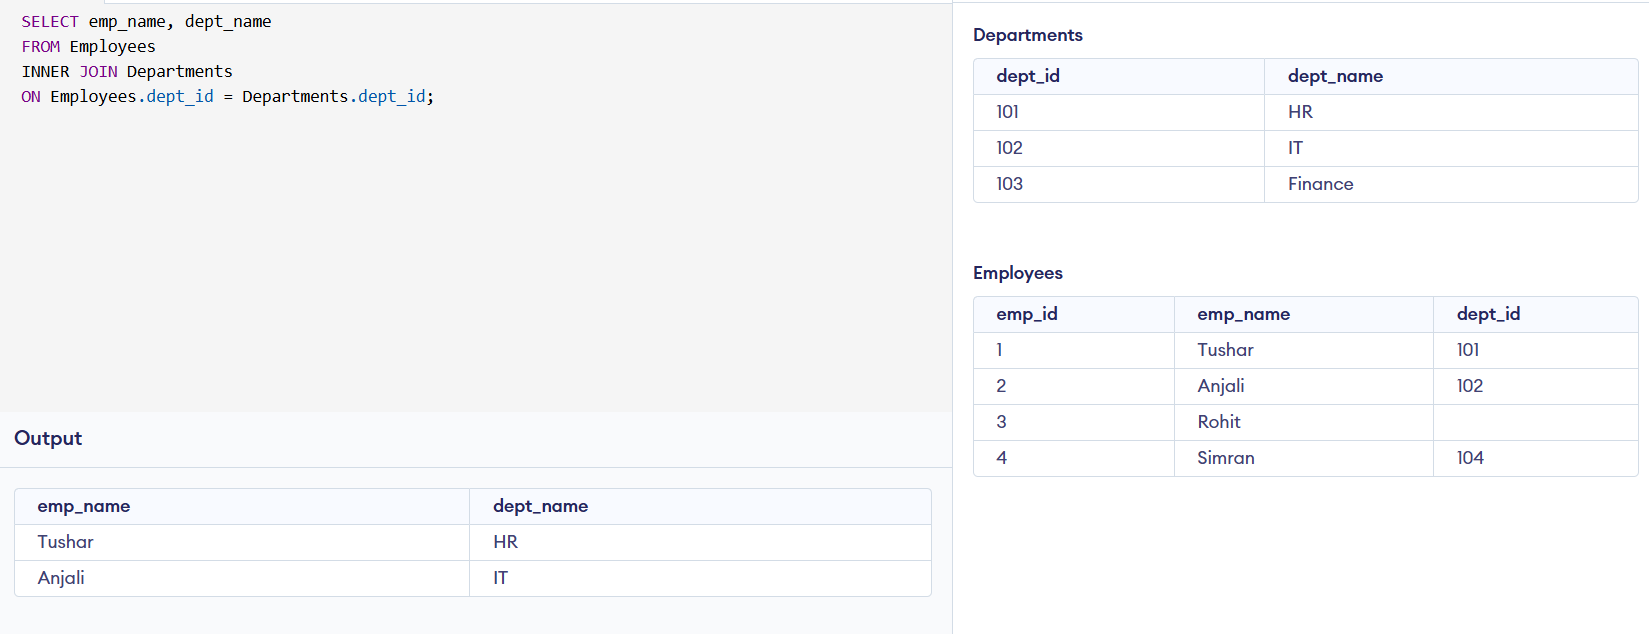 SELECT emp_name, dept_name
FROM Employees
INNER JOIN Departments
ON Employees.dept_id = Departments.dept_id;
Output
emp_name dept_name
Tushar HR
Anjali IT
Departments
dept_id dept_name
101 HR
102 IT
103 Finance
Employees
emp_id emp_name dept_id
1 Tushar 101
2 Anjali 102
3 Rohit
4 Simran 104